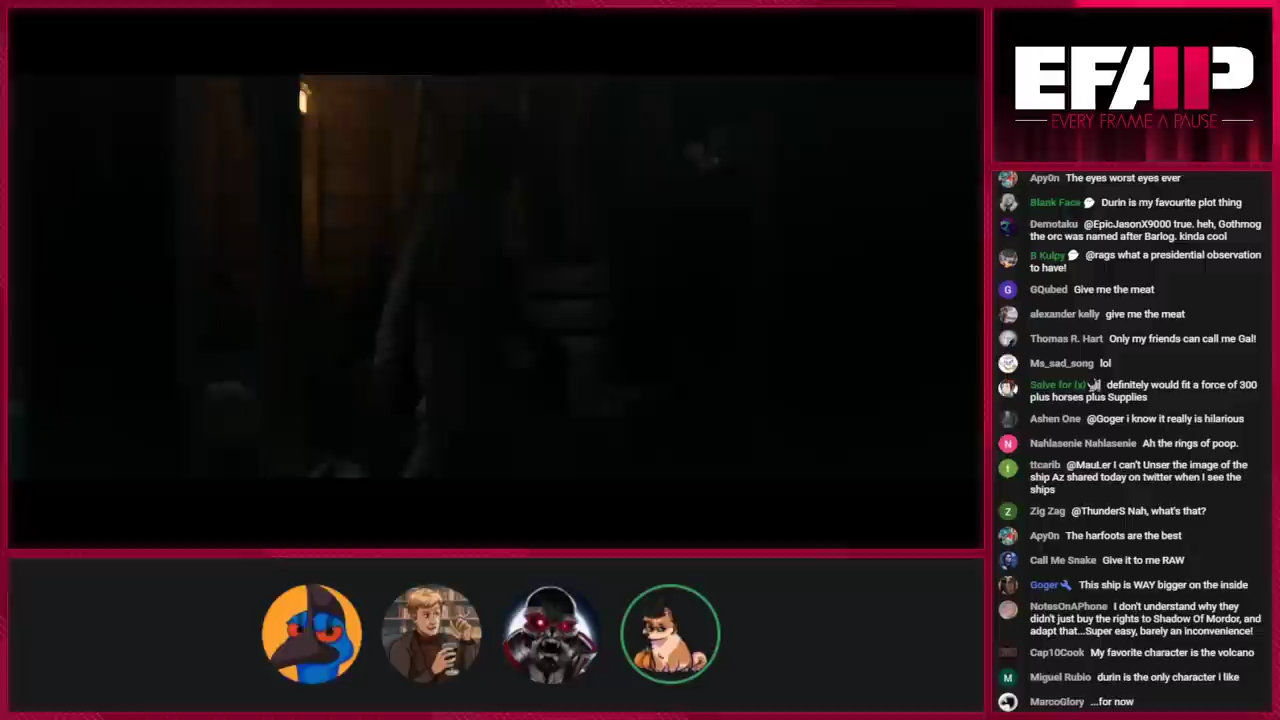 EFAP
EVERY FRAME A PAUSE
Apy0n The eyes worst eyes ever
Blank Face Durin is my favourite plot thing
Demotaku @EpicJasonX9000 true. heh, Gothmog
the orc was named after Barlog. kinda cool
B Kulpy @rags what a presidential observation
to have!
G
GQubed Give me the meat
alexander kelly give me the meat
Thomas R. Hart Only my friends can call me Gal!
Ms_sad_song lol
Solve for (x) definitely would fit a force of 300
plus horses plus Supplies
Ashen One @Goger i know it really is hilarious
N
Nahlasenie Nahlasenie Ah the rings of poop.
t
ttcarib @MauLer I can't Unser the image of the
ship Az shared today on twitter when I see the
ships
Z
Zig Zag @ThunderS Nah, what's that?
Apy0n The harfoots are the best
Call Me Snake Give it to me RAW
Goger This ship is WAY bigger on the inside
NotesOnAPhone I don't understand why they
didn't just buy the rights to Shadow Of Mordor, and
adapt that...Super easy, barely an inconvenience!
Cap10Cook My favorite character is the volcano
M
Miguel Rubio durin is the only character i like
MarcoGlory ...for now